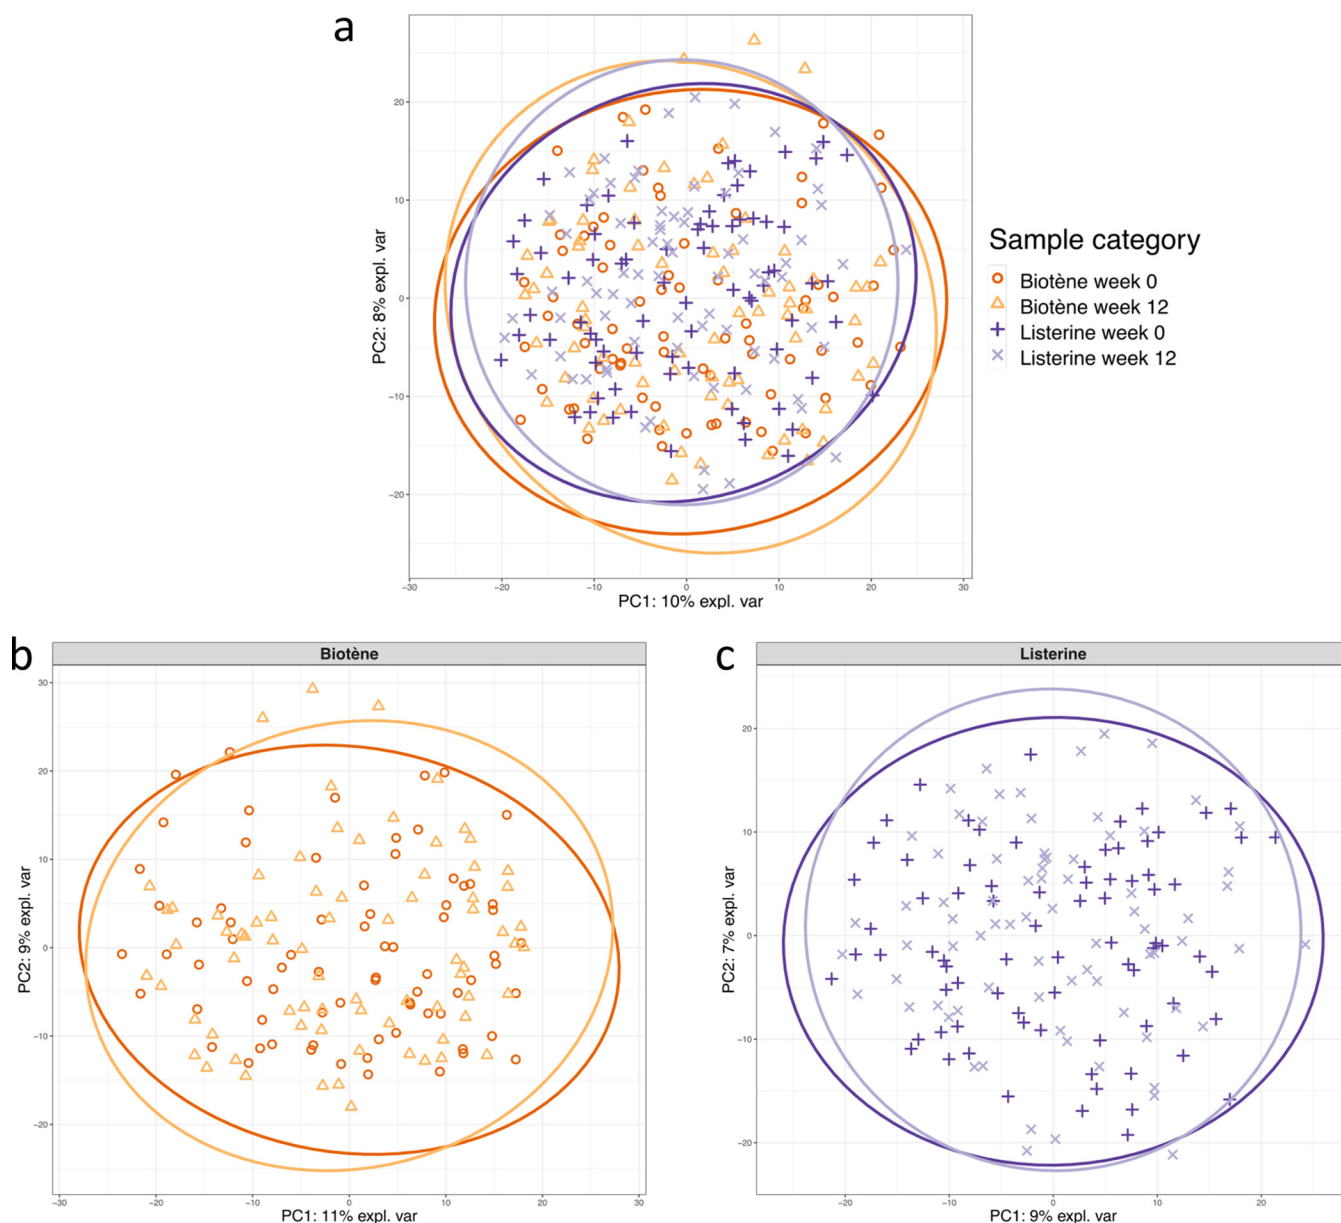 a
20
10
0
−10
−20
−30
−20
−10
0
10
20
30
PC2: 8% expl. var
PC1: 10% expl. var
Sample category
Biotène week 0
Biotène week 12
Listerine week 0
Listerine week 12
b
Biotène
30
20
10
0
−10
−20
−30
−20
−10
0
10
20
30
PC2: 9% expl. var
PC1: 11% expl. var
c
Listerine
20
10
0
−10
−20
−20
−10
0
10
20
PC2: 7% expl. var
PC1: 9% expl. var